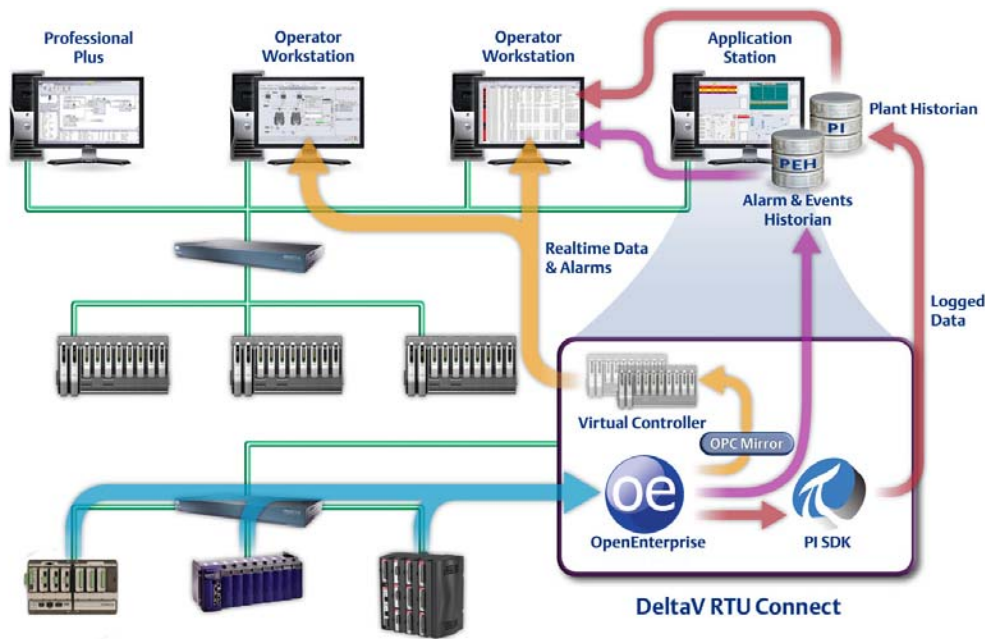 Professional
Plus
Operator
Workstation
Operator
Workstation
Application
Station
Plant Historian
PI
PEH
Alarm & Events
Historian
Realtime Data
& Alarms
Logged
Data
Virtual Controller
OPC Mirror
oe
OpenEnterprise
PI SDK
DeltaV RTU Connect